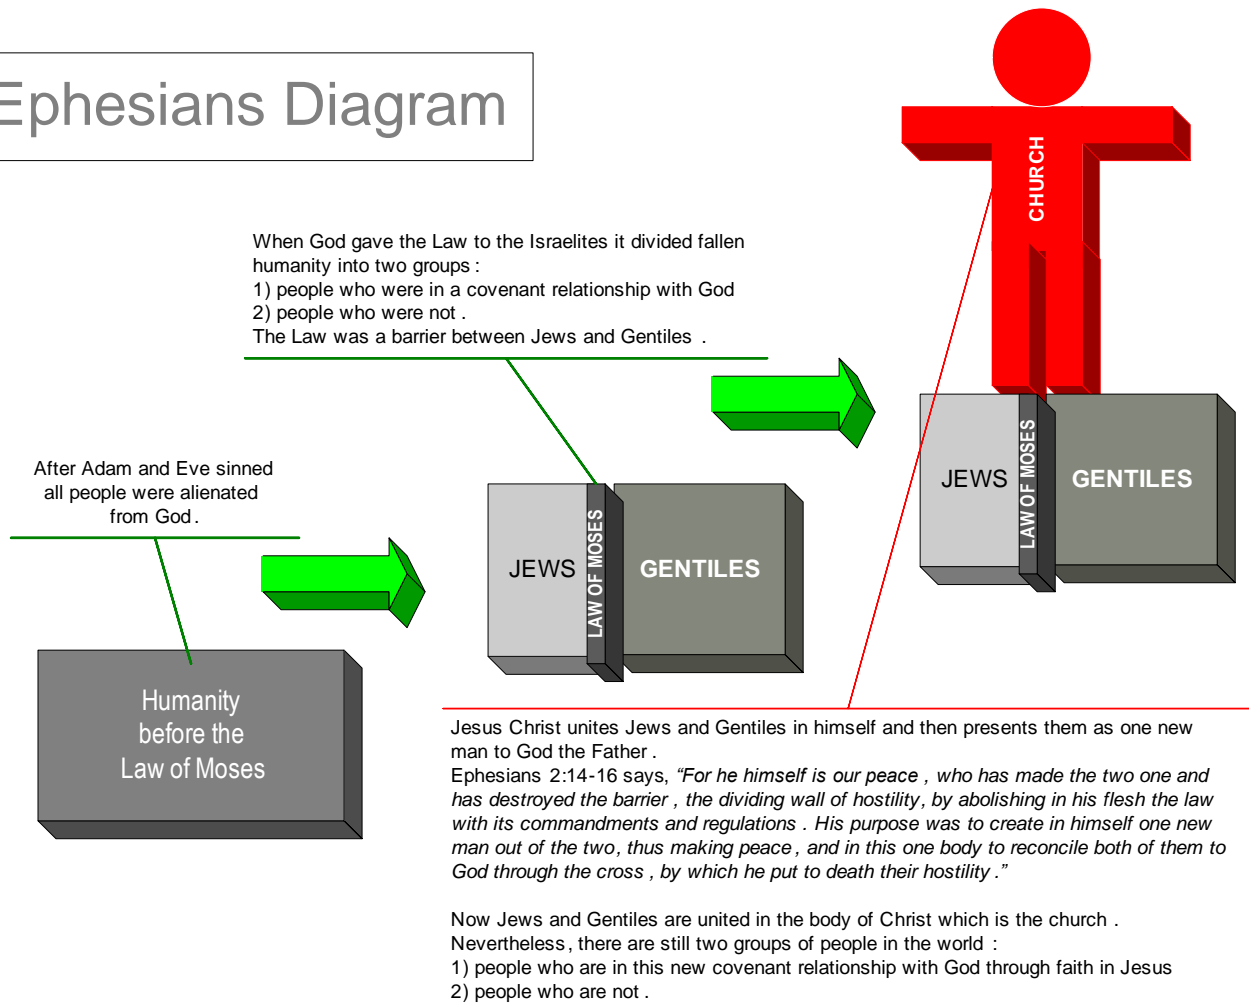 Ephesians Diagram
CHURCH
When God gave the Law to the Israelites it divided fallen
humanity into two groups :
1) people who were in a covenant relationship with God
2) people who were not .
The Law was a barrier between Jews and Gentiles .
After Adam and Eve sinned
all people were alienated
from God .
JEWS
LAW OF MOSES
GENTILES
JEWS
LAW OF MOSES
GENTILES
Humanity
before the
Law of Moses
Jesus Christ unites Jews and Gentiles in himself and then presents them as one new
man to God the Father .
Ephesians 2:14-16 says, “For he himself is our peace , who has made the two one and
has destroyed the barrier , the dividing wall of hostility, by abolishing in his flesh the law
with its commandments and regulations . His purpose was to create in himself one new
man out of the two, thus making peace , and in this one body to reconcile both of them to
God through the cross , by which he put to death their hostility .”
Now Jews and Gentiles are united in the body of Christ which is the church .
Nevertheless , there are still two groups of people in the world :
1) people who are in this new covenant relationship with God through faith in Jesus
2) people who are not .